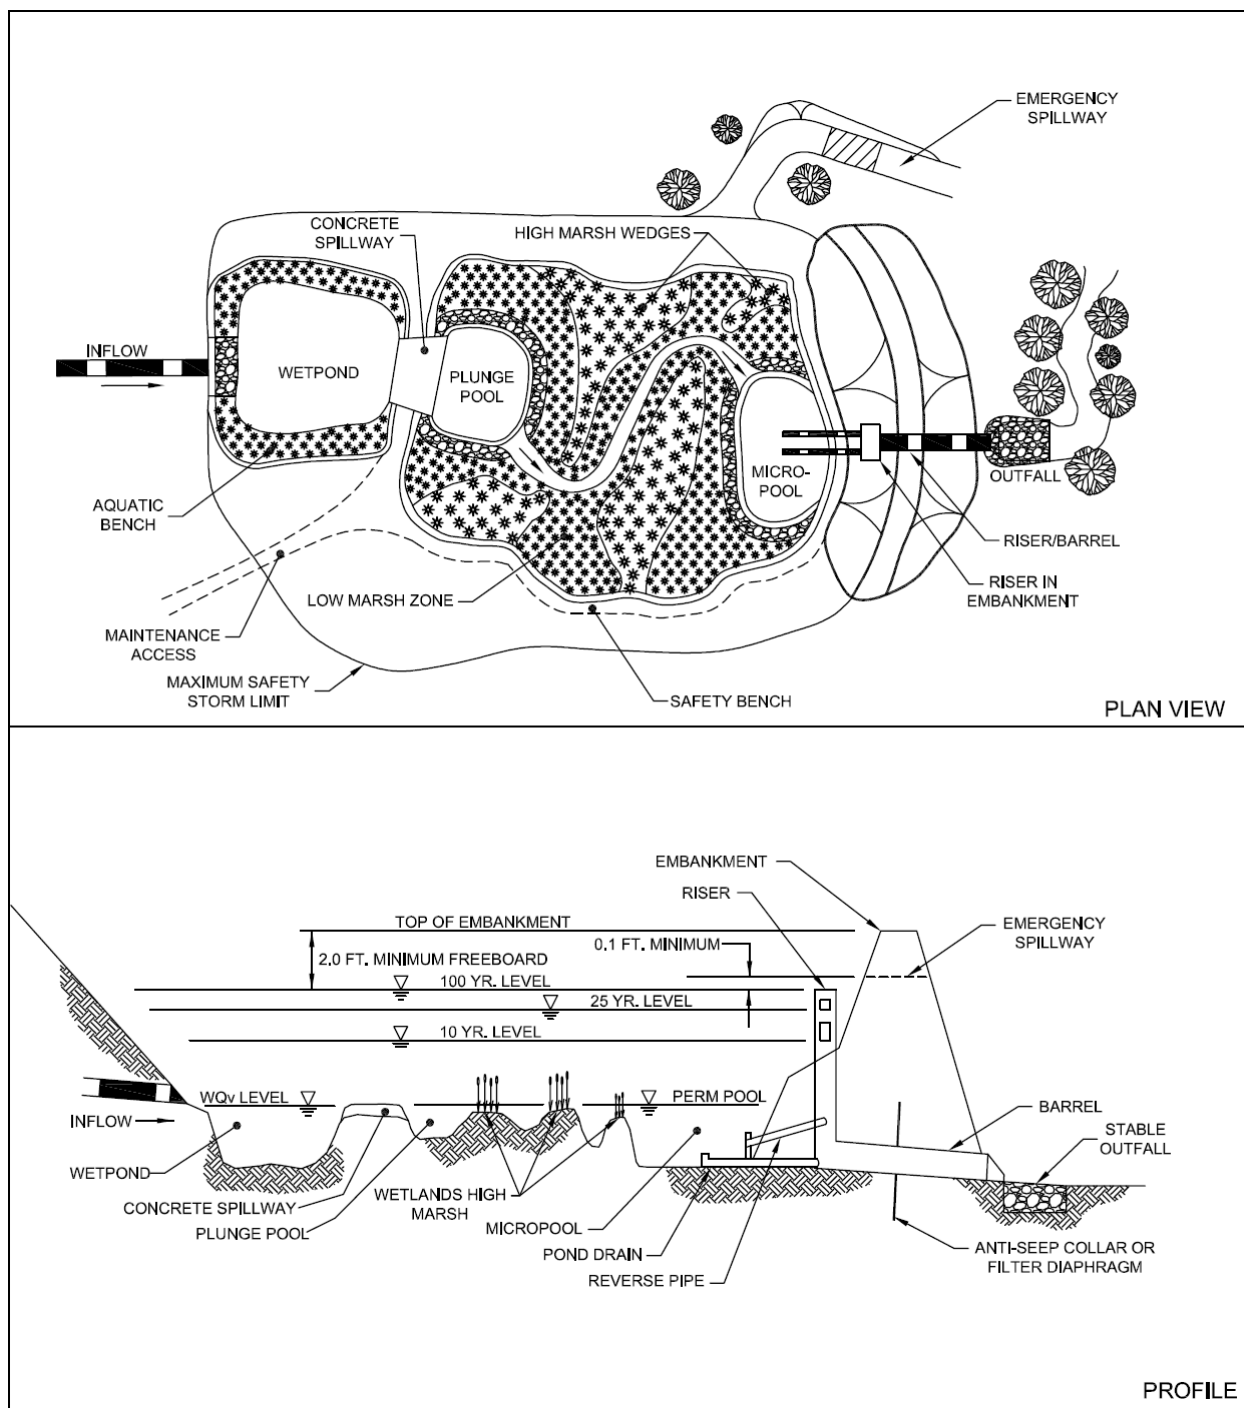 EMERGENCY
SPILLWAY
CONCRETE
SPILLWAY
HIGH MARSH WEDGES
INFLOW
WETPOND
PLUNGE
POOL
MICRO-
POOL
OUTFALL
AQUATIC
BENCH
RISER/BARREL
LOW MARSH ZONE
RISER IN
EMBANKMENT
MAINTENANCE
ACCESS
MAXIMUM SAFETY
STORM LIMIT
SAFETY BENCH
PLAN VIEW
EMBANKMENT
RISER
TOP OF EMBANKMENT
EMERGENCY
SPILLWAY
0.1 FT. MINIMUM
2.0 FT. MINIMUM FREEBOARD
100 YR. LEVEL
25 YR. LEVEL
10 YR. LEVEL
WQv LEVEL
PERM POOL
INFLOW
BARREL
STABLE
OUTFALL
WETPOND
CONCRETE SPILLWAY
PLUNGE POOL
WETLANDS HIGH
MARSH
MICROPOOL
POND DRAIN
REVERSE PIPE
ANTI-SEEP COLLAR OR
FILTER DIAPHRAGM
PROFILE